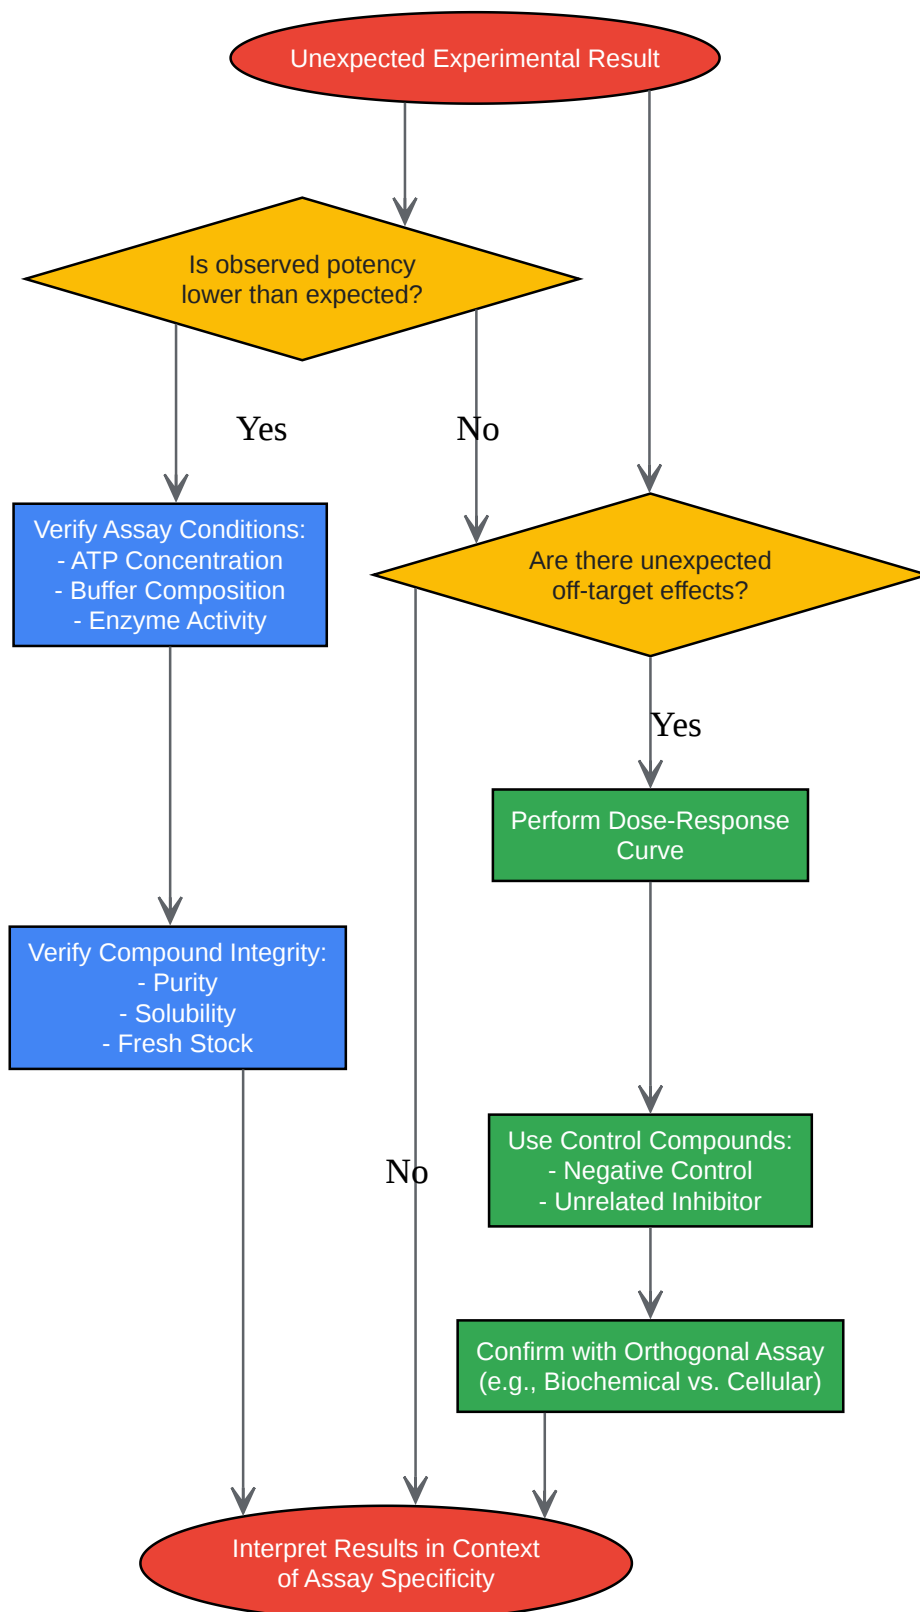 Unexpected Experimental Result
Is observed potency
lower than expected?
Yes
No
Verify Assay Conditions:
- ATP Concentration
- Buffer Composition
- Enzyme Activity
Are there unexpected
off-target effects?
Yes
Perform Dose-Response
Curve
Verify Compound Integrity:
- Purity
- Solubility
- Fresh Stock
No
Use Control Compounds:
- Negative Control
- Unrelated Inhibitor
Confirm with Orthogonal Assay
(e.g., Biochemical vs. Cellular)
Interpret Results in Context
of Assay Specificity